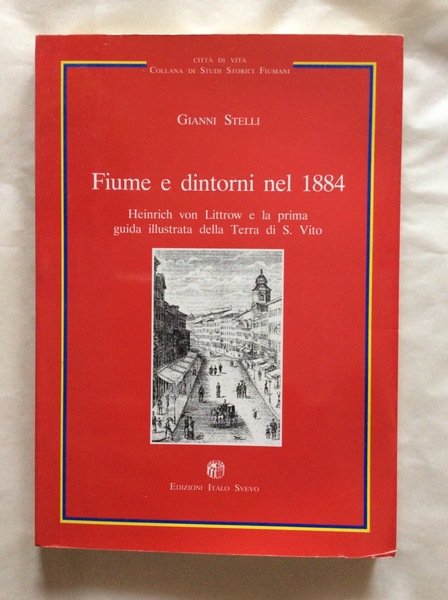 CITTÀ DI VITA
COLLANA DI STUDI STORICI FIUMANI
GIANNI STELLI
Fiume e dintorni nel 1884
Heinrich von Littrow e la prima
guida illustrata della Terra di S. Vito
EDIZIONI ITALO SVEVO